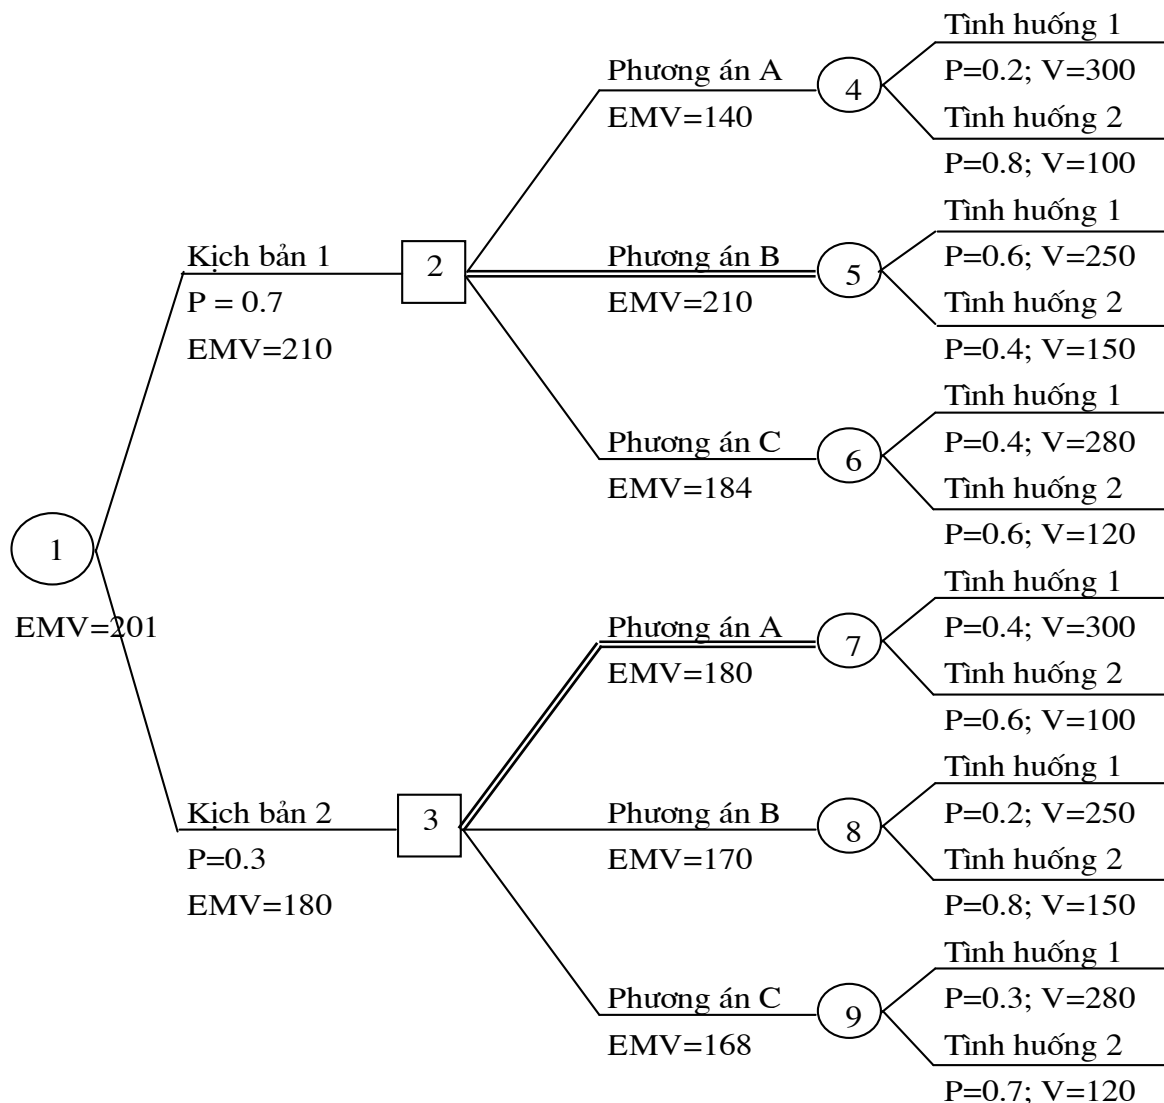 Tình huống 1
Phương án A
4
P=0.2; V=300
EMV=140
Tình huống 2
P=0.8; V=100
Tình huống 1
Kịch bản 1
2
Phương án B
5
P=0.6; V=250
P = 0.7
EMV=210
Tình huống 2
EMV=210
P=0.4; V=150
Tình huống 1
Phương án C
6
P=0.4; V=280
EMV=184
Tình huống 2
1
P=0.6; V=120
Tình huống 1
EMV=201
Phương án A
7
P=0.4; V=300
EMV=180
Tình huống 2
P=0.6; V=100
Tình huống 1
Kịch bản 2
3
Phương án B
8
P=0.2; V=250
P=0.3
EMV=170
Tình huống 2
EMV=180
P=0.8; V=150
Tình huống 1
Phương án C
9
P=0.3; V=280
EMV=168
Tình huống 2
P=0.7; V=120